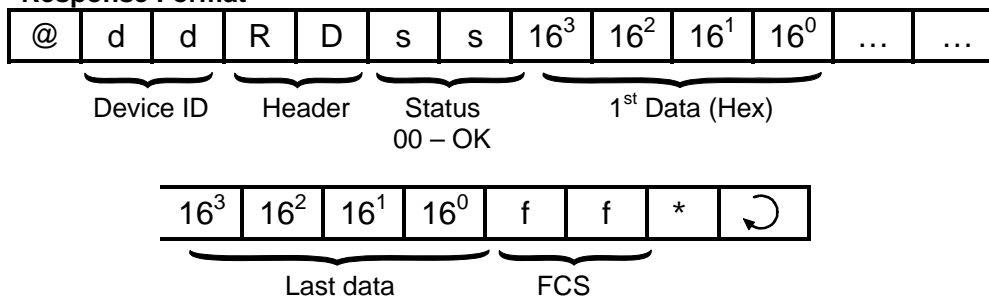 Response Format
@ d d R D s s 16³ 16² 16¹ 16⁰ … …
Device ID Header Status 1st Data (Hex)
00 – OK
16³ 16² 16¹ 16⁰ f f *
Last data FCS